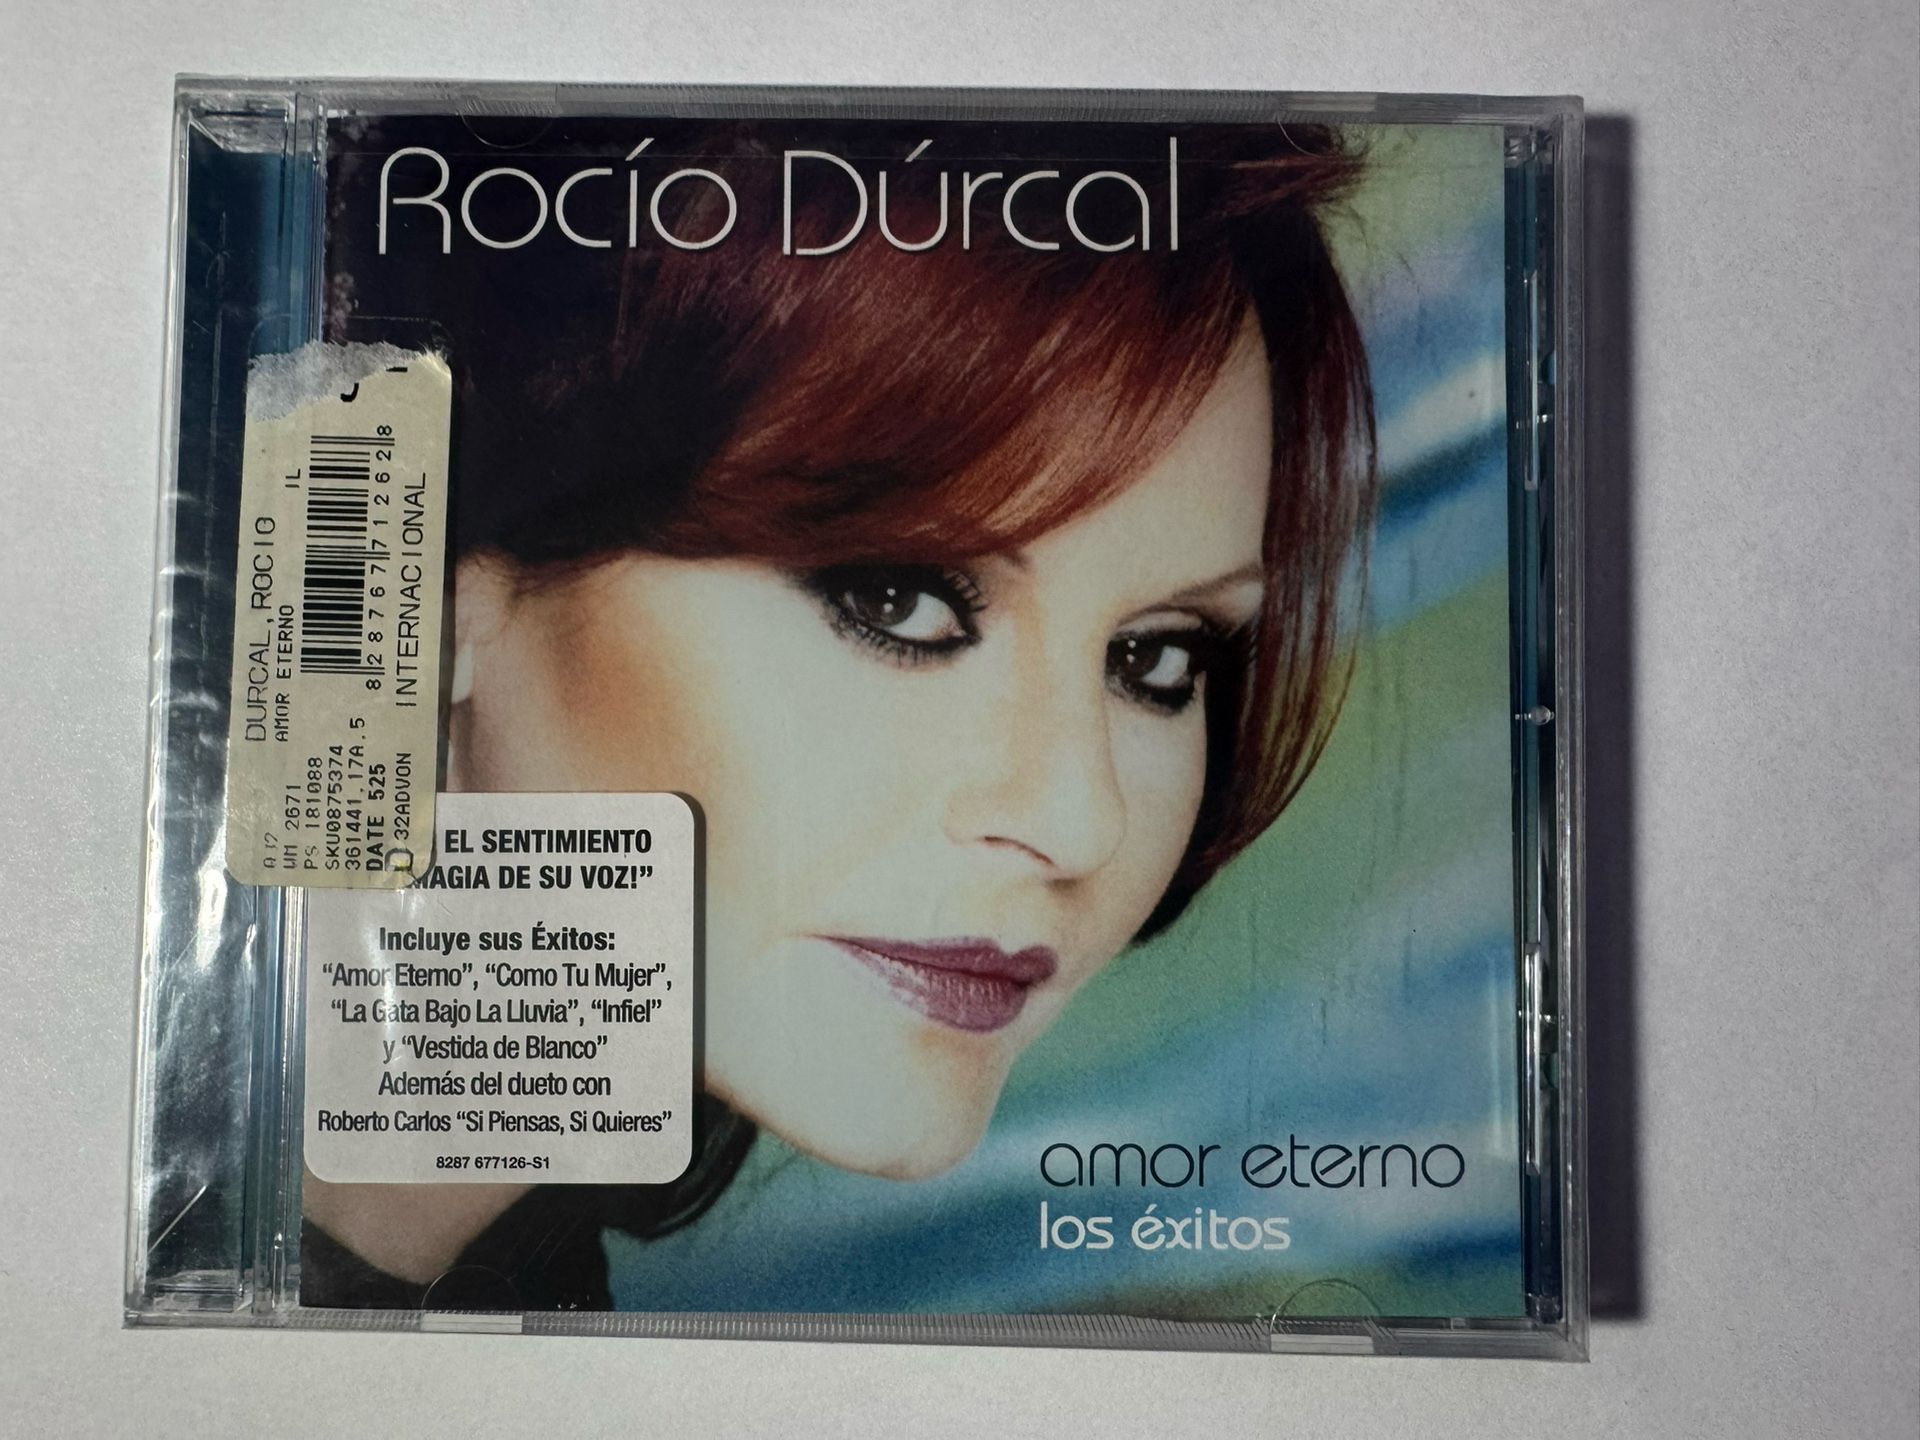 Rocío Dúrcal
DURCAL, ROCIO
AMOR ETERNO IL
8 28767 71262 8
INTERNACIONAL
WM 2671
PS 181088
SKU0875374
361441.17A.5
DATE 525
D 32ADVON
EL SENTIMIENTO
MAGIA DE SU VOZ!”
Incluye sus Éxitos:
“Amor Eterno”, “Como Tu Mujer”,
“La Gata Bajo La Lluvia”, “Infiel”
y “Vestida de Blanco”
Además del dueto con
Roberto Carlos “Si Piensas, Si Quieres”
8287 677126-S1
amor eterno
los éxitos